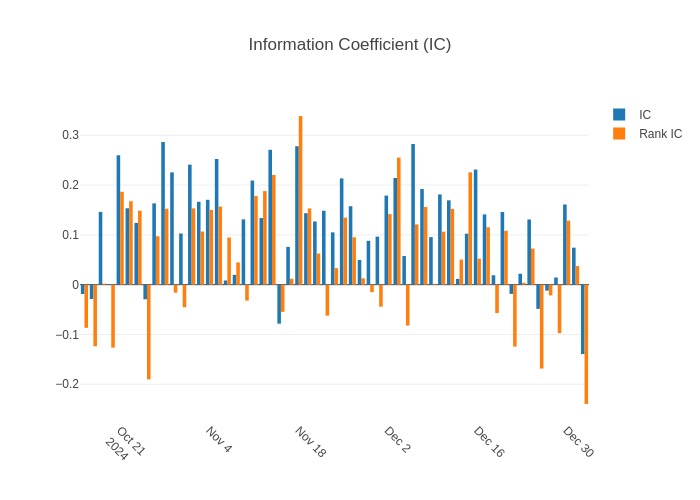 Information Coefficient (IC)
IC
Rank IC
0.3
0.2
0.1
0
−0.1
−0.2
Oct 21
2024
Nov 4
Nov 18
Dec 2
Dec 16
Dec 30